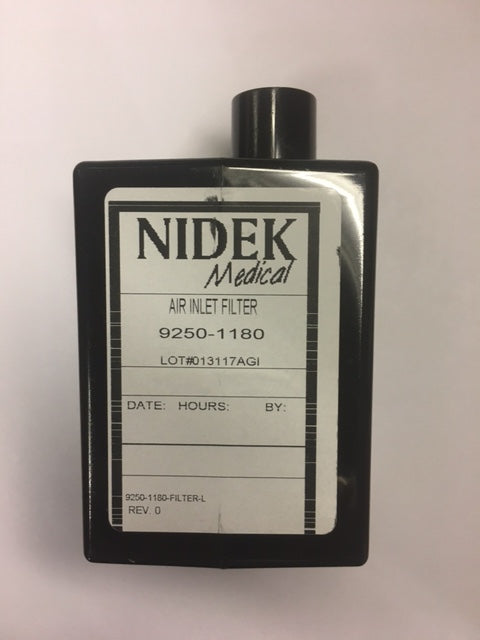 NIDEK
Medical
AIR INLET FILTER
9250-1180
LOT#013117AGI
DATE: HOURS: BY:
9250-1180-FILTER-L
REV. 0